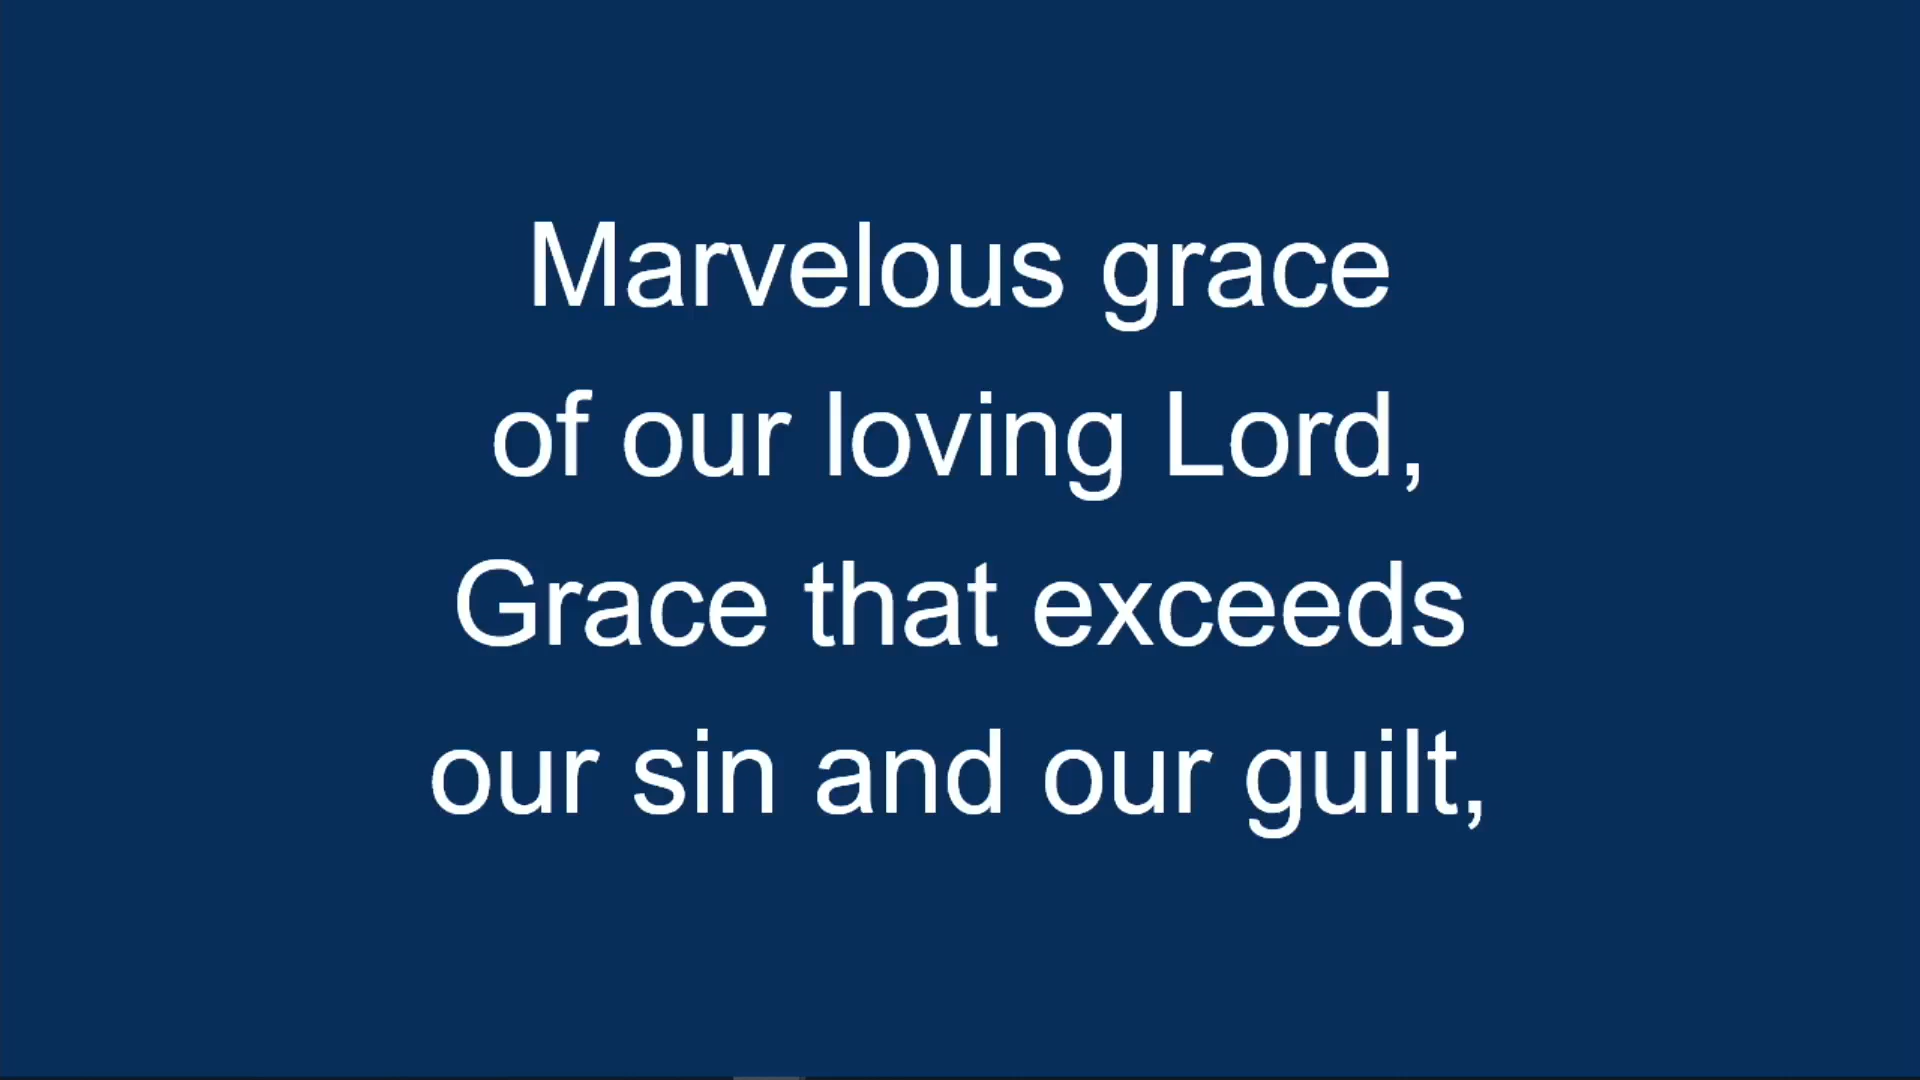 Marvelous grace
of our loving Lord,
Grace that exceeds
our sin and our guilt,